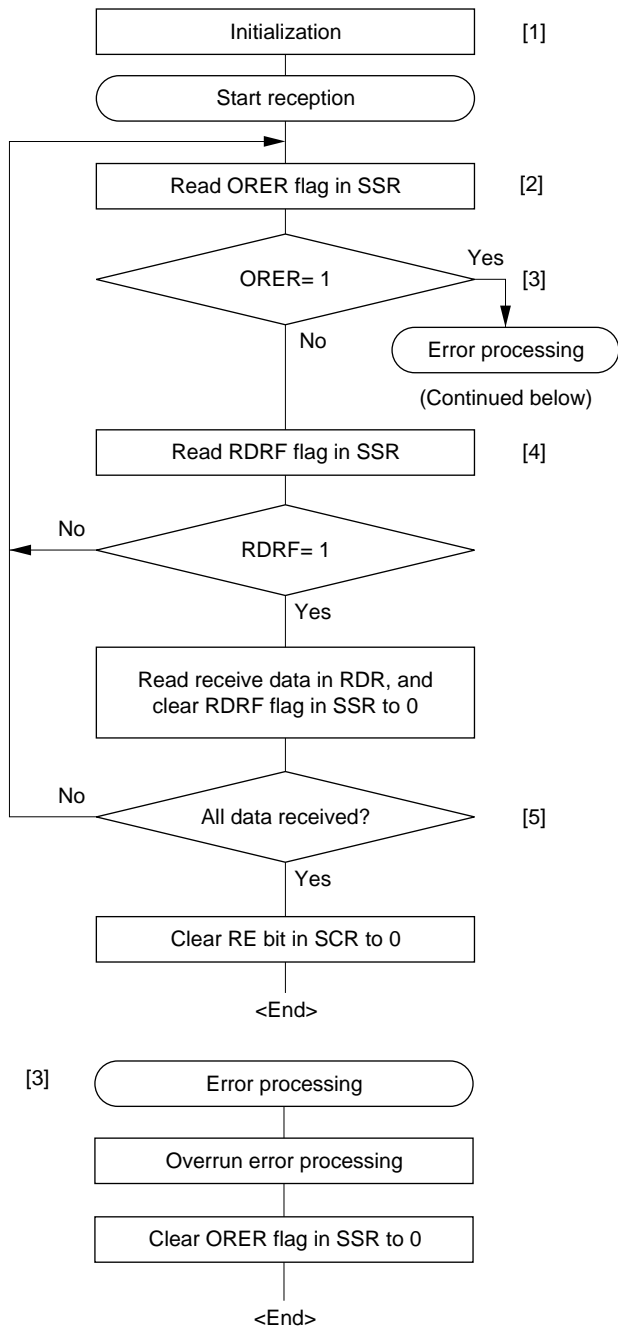 Initialization
[1]
Start reception
Read ORER flag in SSR
[2]
ORER= 1
Yes
[3]
No
Error processing
(Continued below)
Read RDRF flag in SSR
[4]
No
RDRF= 1
Yes
Read receive data in RDR, and
clear RDRF flag in SSR to 0
No
All data received?
[5]
Yes
Clear RE bit in SCR to 0
<End>
[3]
Error processing
Overrun error processing
Clear ORER flag in SSR to 0
<End>